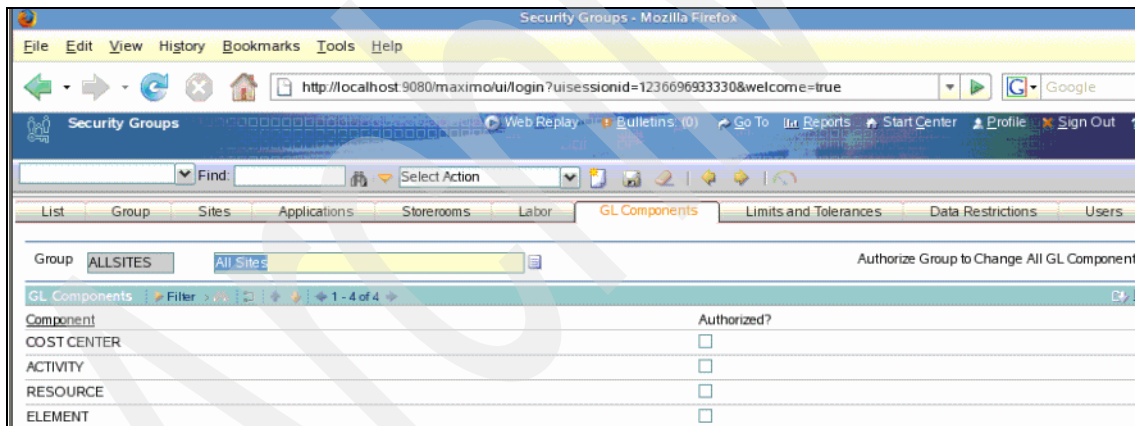 Security Groups - Mozilla Firefox
File Edit View History Bookmarks Tools Help
http://localhost:9080/maximo/ui/login?uisessionid=1236696933330&welcome=true G Google
Security Groups Web Replay Bulletins: (0) Go To Reports Start Center Profile Sign Out ?
Find: Select Action
List Group Sites Applications Storerooms Labor GL Components Limits and Tolerances Data Restrictions Users
Group ALLSITES All Sites Authorize Group to Change All GL Component
GL Components Filter 1 - 4 of 4
Component Authorized?
COST CENTER
ACTIVITY
RESOURCE
ELEMENT